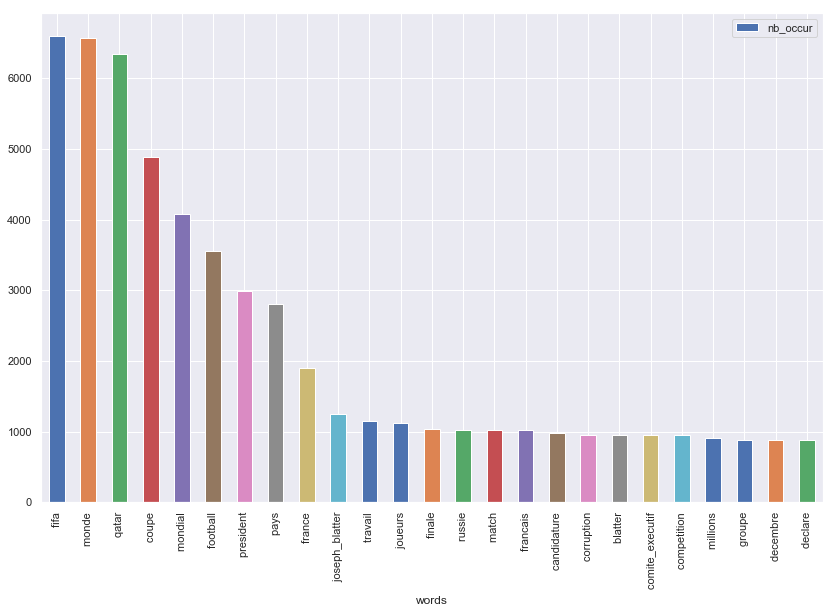 nb_occur
6000
5000
4000
3000
2000
1000
0
fifa
monde
qatar
coupe
mondial
football
president
pays
france
joseph_blatter
travail
joueurs
finale
russie
match
francais
candidature
corruption
blatter
comite_executif
competition
millions
groupe
decembre
declare
words